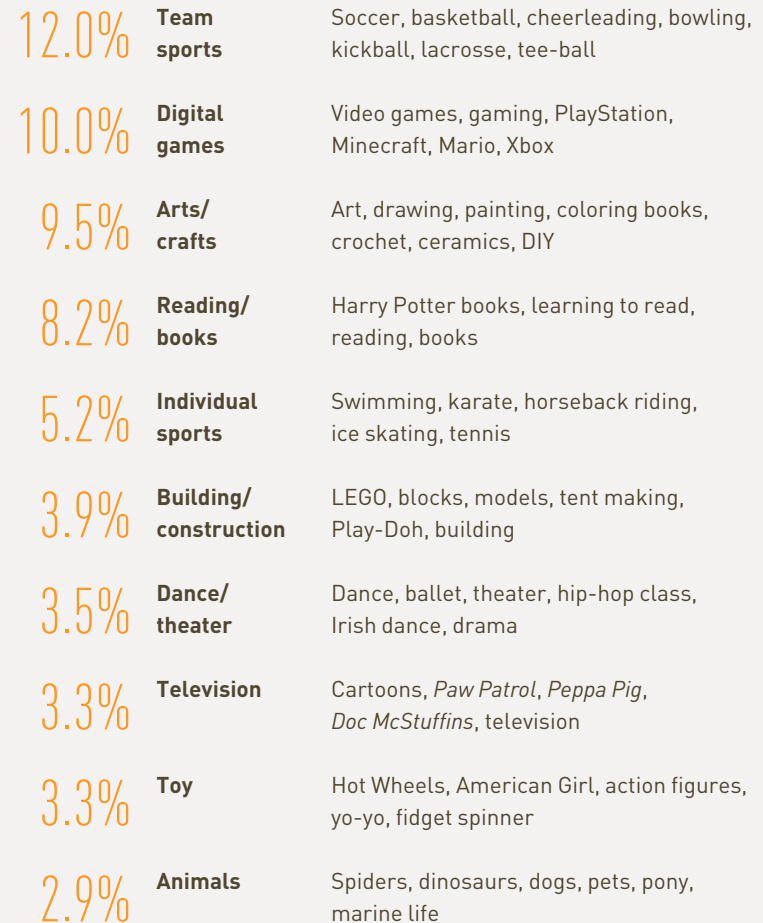 12.0% Team sports Soccer, basketball, cheerleading, bowling,
kickball, lacrosse, tee-ball
10.0% Digital games Video games, gaming, PlayStation,
Minecraft, Mario, Xbox
9.5% Arts/ crafts Art, drawing, painting, coloring books,
crochet, ceramics, DIY
8.2% Reading/ books Harry Potter books, learning to read,
reading, books
5.2% Individual sports Swimming, karate, horseback riding,
ice skating, tennis
3.9% Building/ construction LEGO, blocks, models, tent making,
Play-Doh, building
3.5% Dance/ theater Dance, ballet, theater, hip-hop class,
Irish dance, drama
3.3% Television Cartoons, Paw Patrol, Peppa Pig,
Doc McStuffins, television
3.3% Toy Hot Wheels, American Girl, action figures,
yo-yo, fidget spinner
2.9% Animals Spiders, dinosaurs, dogs, pets, pony,
marine life